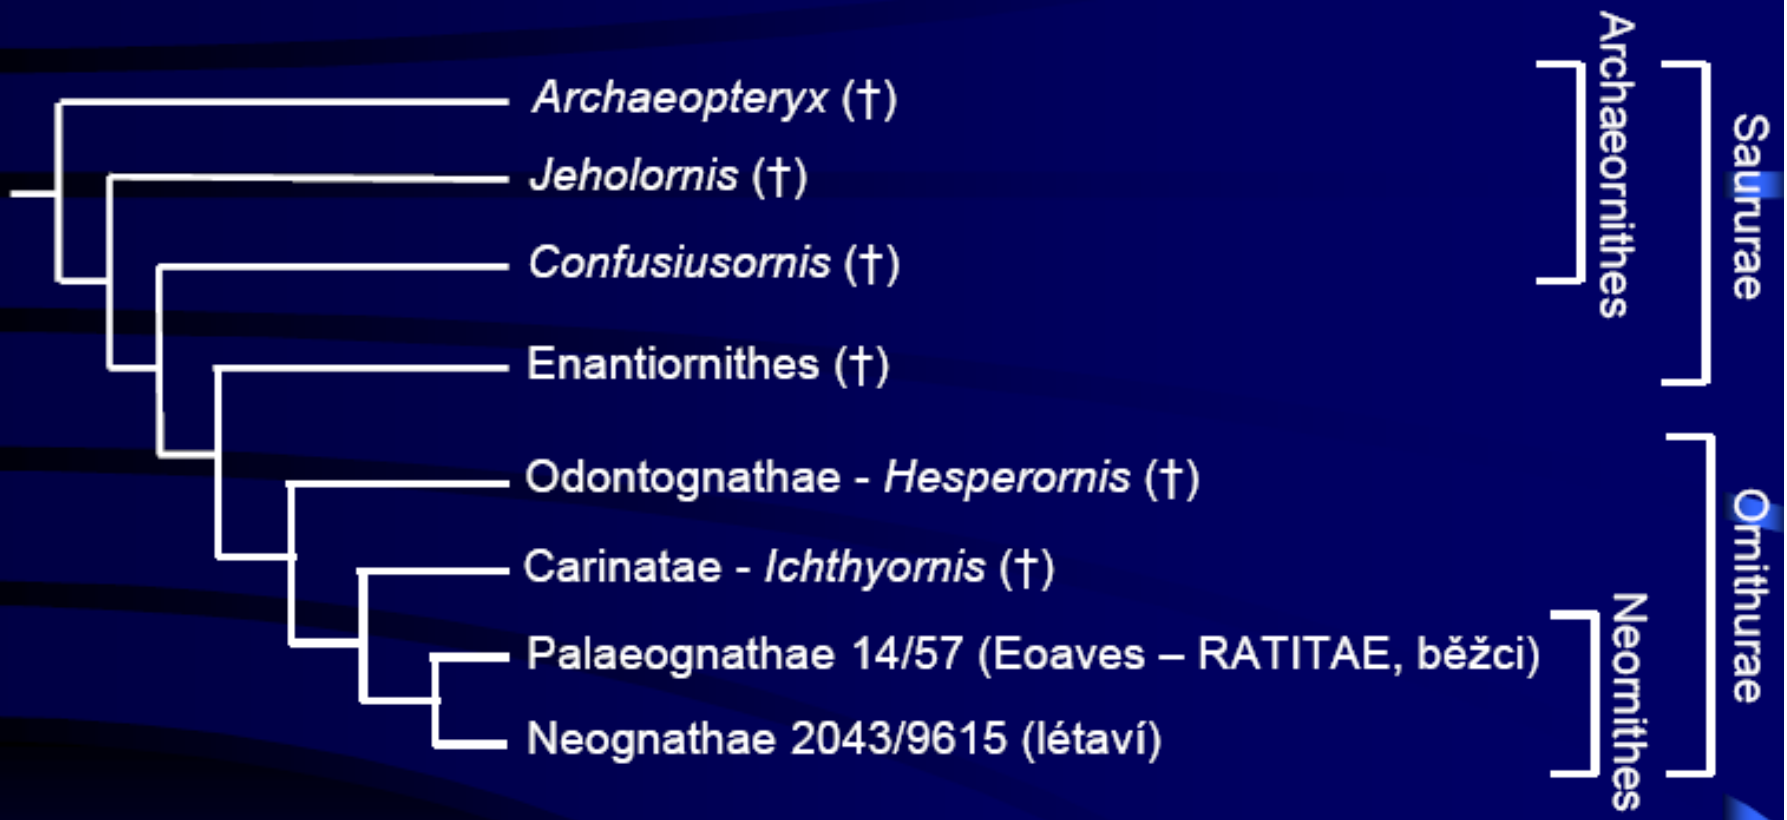 Archaeopteryx (†)
Jeholornis (†)
Confusiusornis (†)
Enantiornithes (†)
Odontognathae - Hesperornis (†)
Carinatae - Ichthyornis (†)
Palaeognathae 14/57 (Eoaves – RATITAE, běžci)
Neognathae 2043/9615 (létaví)
Archaeornithes
Saururae
Neornithes
Ornithurae